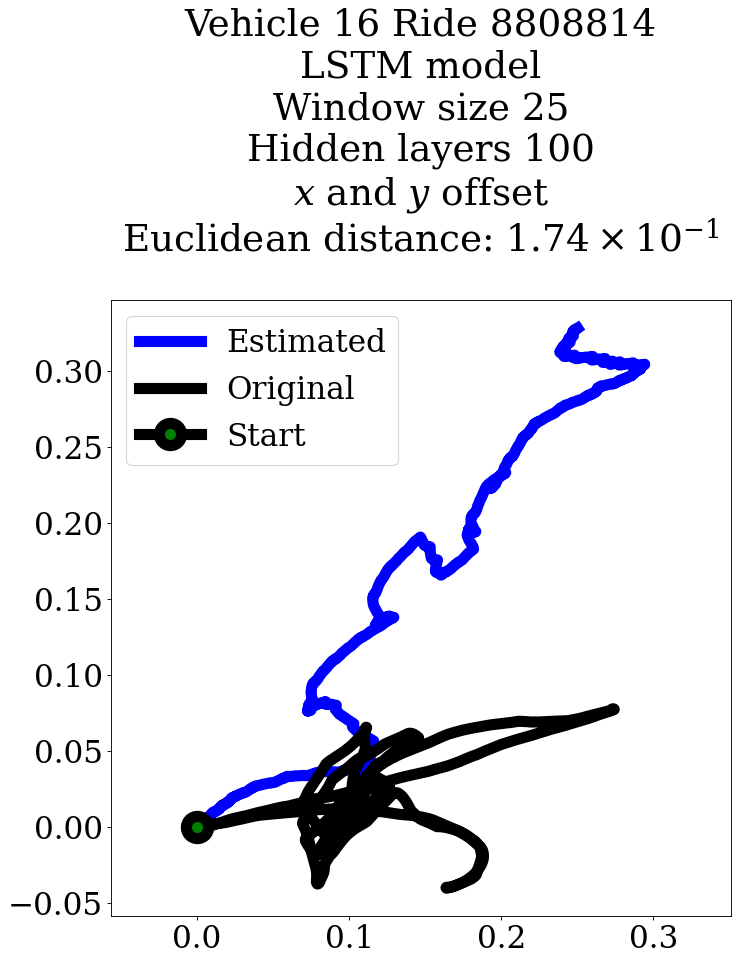 Vehicle 16 Ride 8808814
LSTM model
Window size 25
Hidden layers 100
x and y offset
Euclidean distance: 1.74 × 10⁻¹
Estimated
Original
Start
0.30
0.25
0.20
0.15
0.10
0.05
0.00
−0.05
0.0 0.1 0.2 0.3